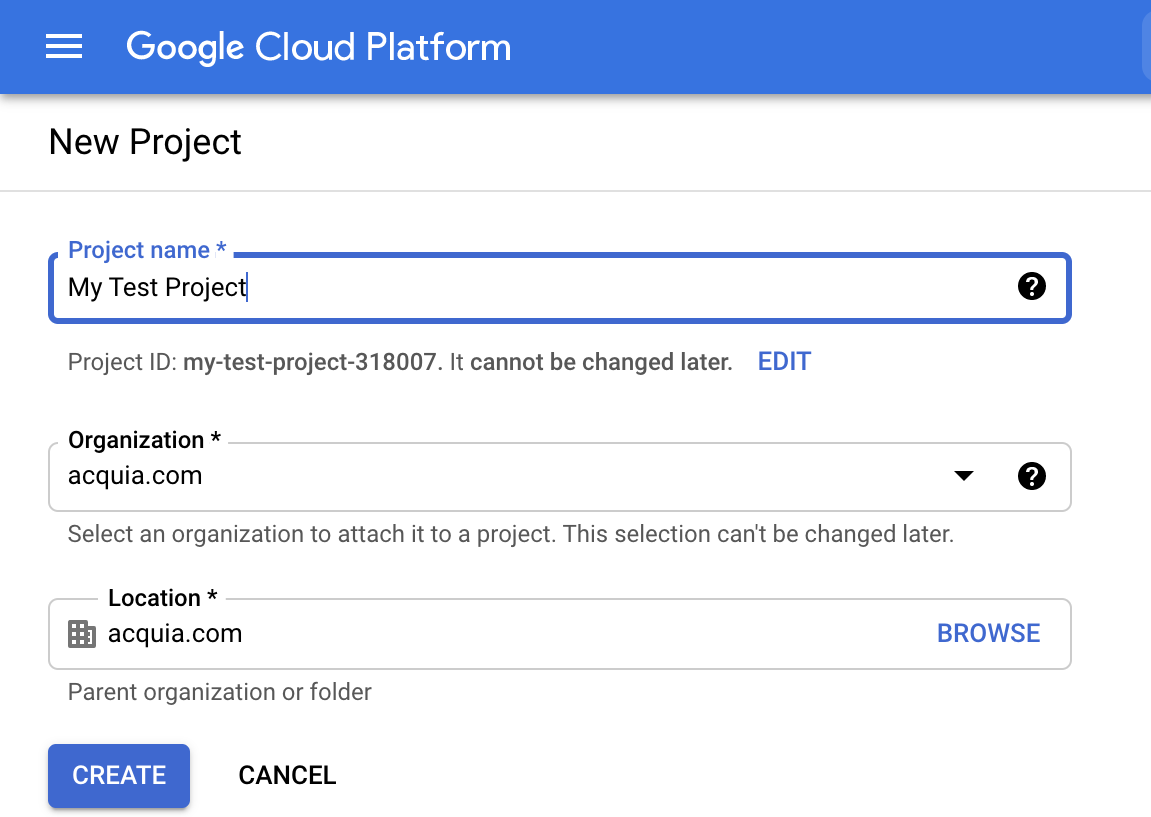 Google Cloud Platform
New Project
Project name *
My Test Project
Project ID: my-test-project-318007. It cannot be changed later. EDIT
Organization *
acquia.com
Select an organization to attach it to a project. This selection can't be changed later.
Location *
acquia.com BROWSE
Parent organization or folder
CREATE CANCEL